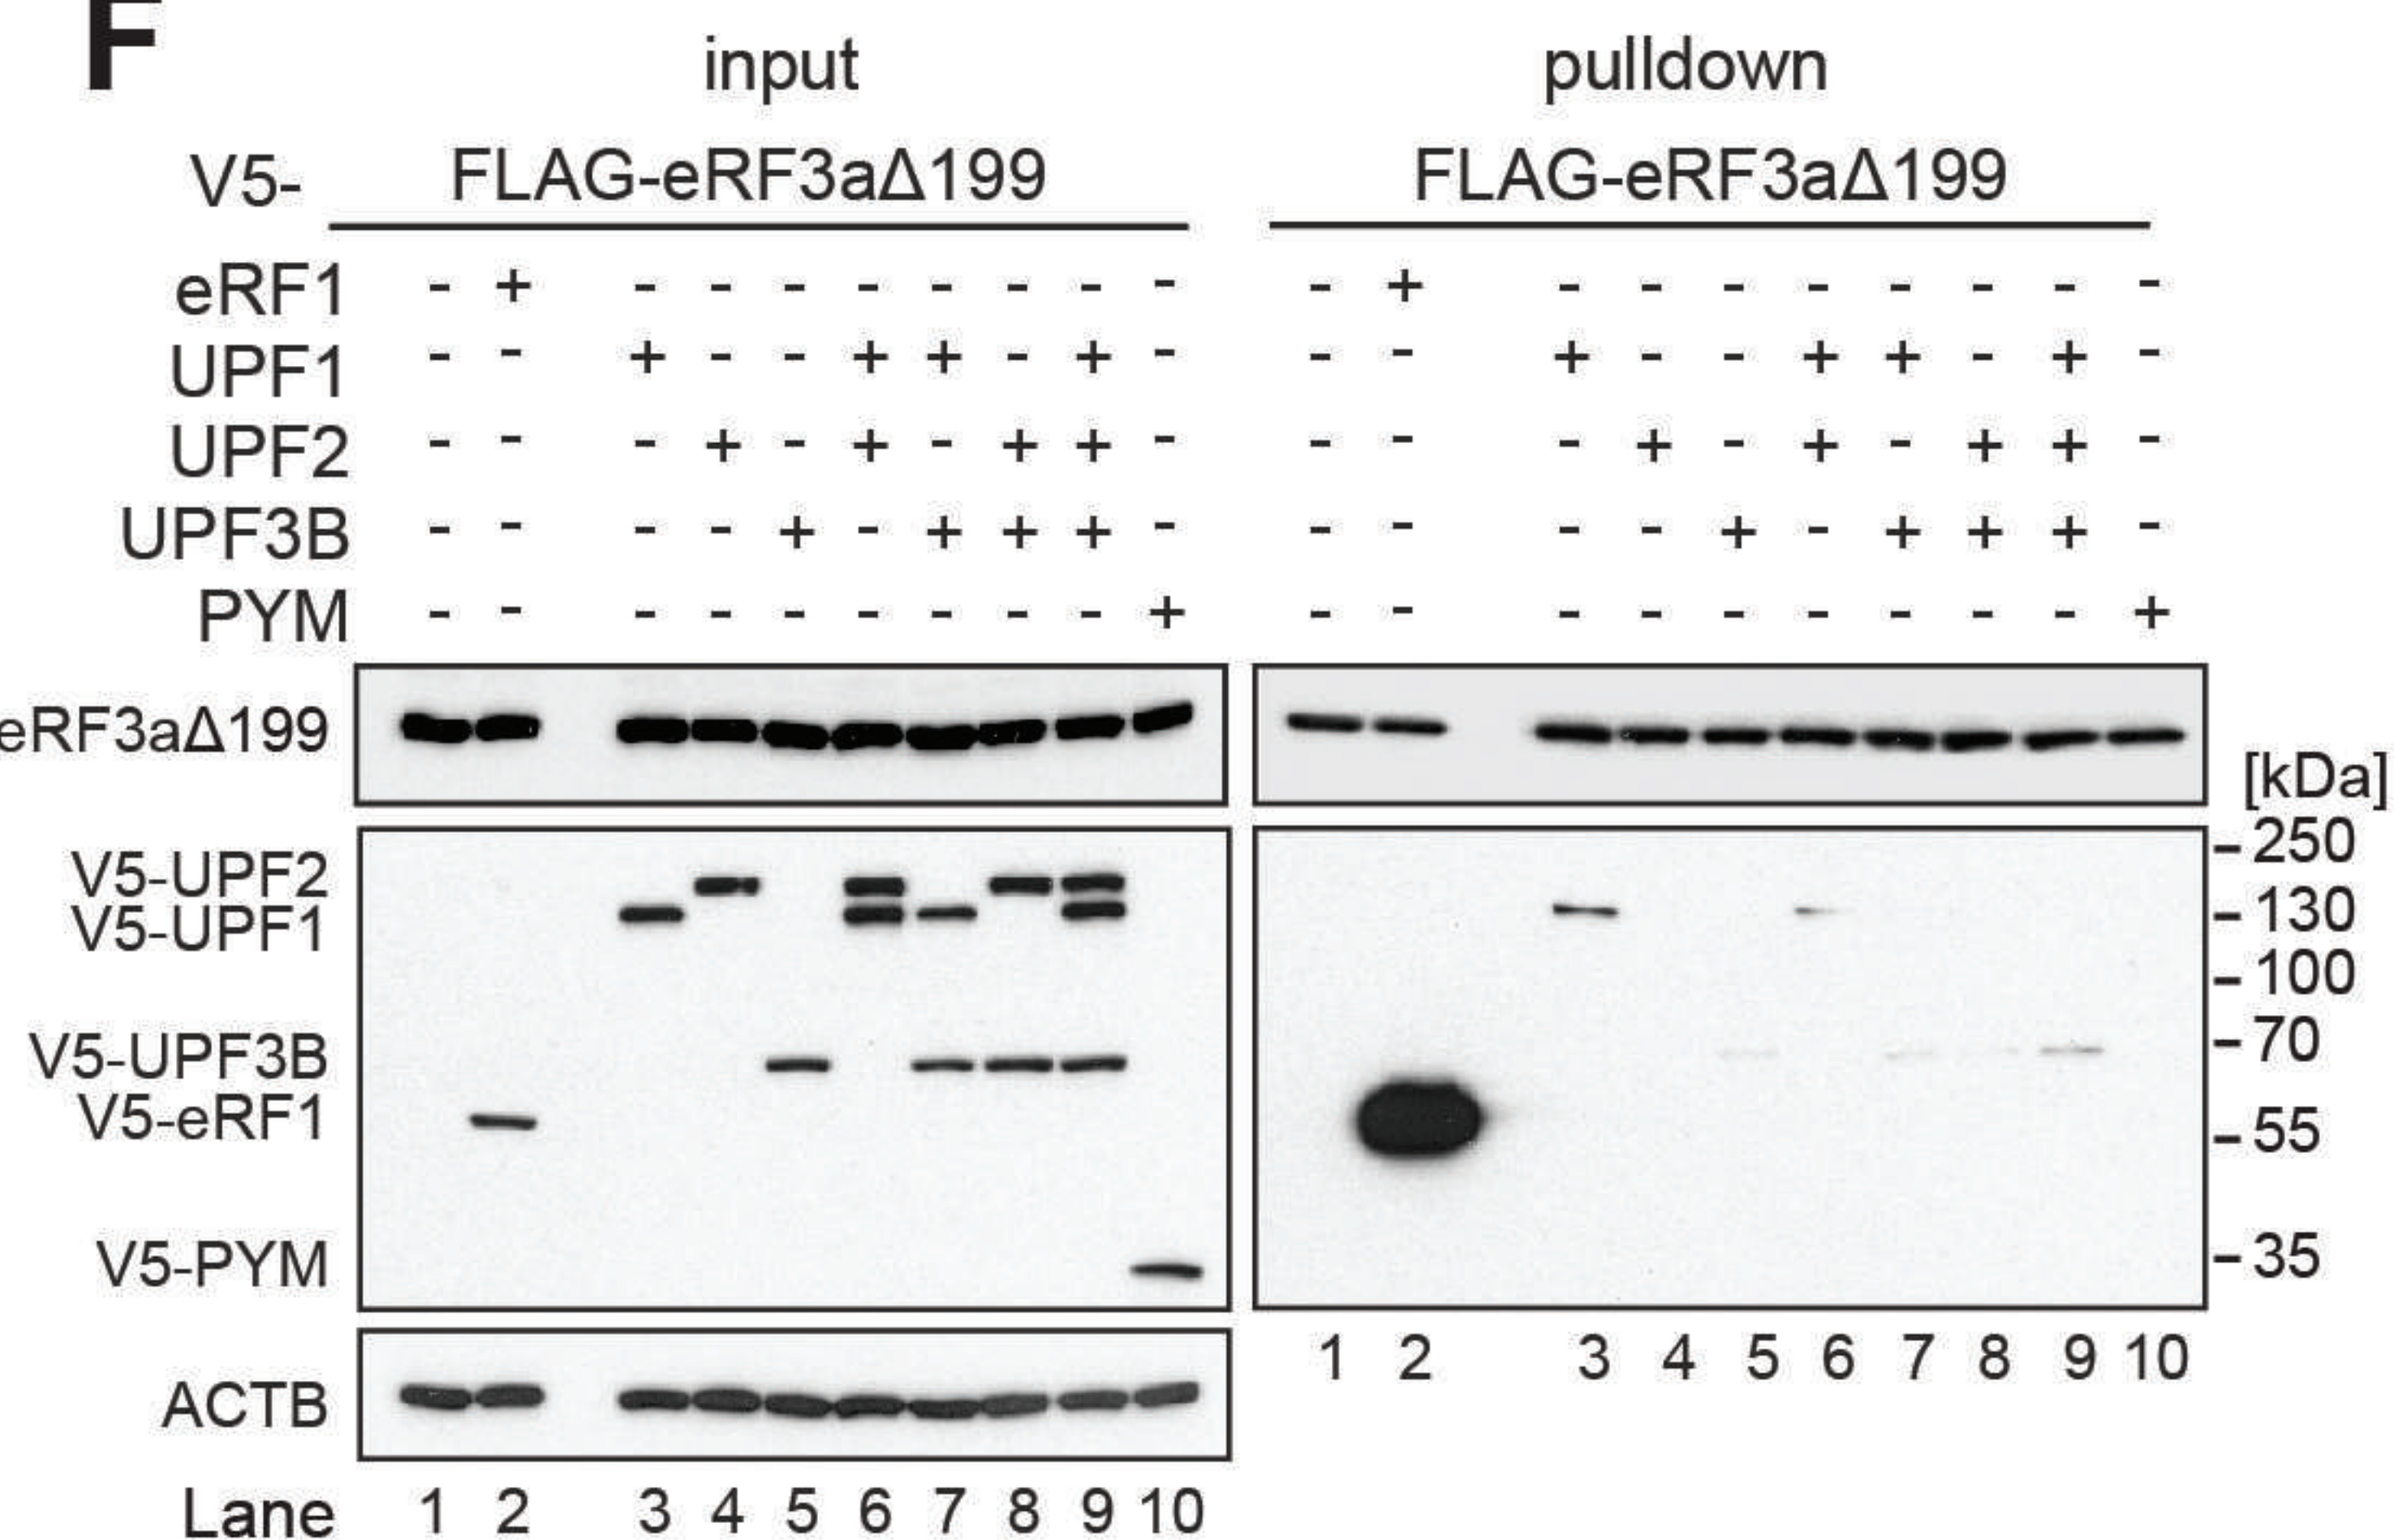 F
input pulldown
V5- FLAG-eRF3aΔ199 FLAG-eRF3aΔ199
eRF1 - + - - - - - - - - - + - - - - - - - -
UPF1 - - + - - + + - + - - - + - - + + - + -
UPF2 - - - + - + - + + - - - - + - + - + + -
UPF3B - - - - + - + + + - - - - - + - + + + -
PYM - - - - - - - - - + - - - - - - - - - +
eRF3aΔ199
[kDa]
V5-UPF2 - 250
V5-UPF1 - 130
- 100
V5-UPF3B - 70
V5-eRF1 - 55
V5-PYM - 35
1 2 3 4 5 6 7 8 9 10
ACTB
Lane 1 2 3 4 5 6 7 8 9 10